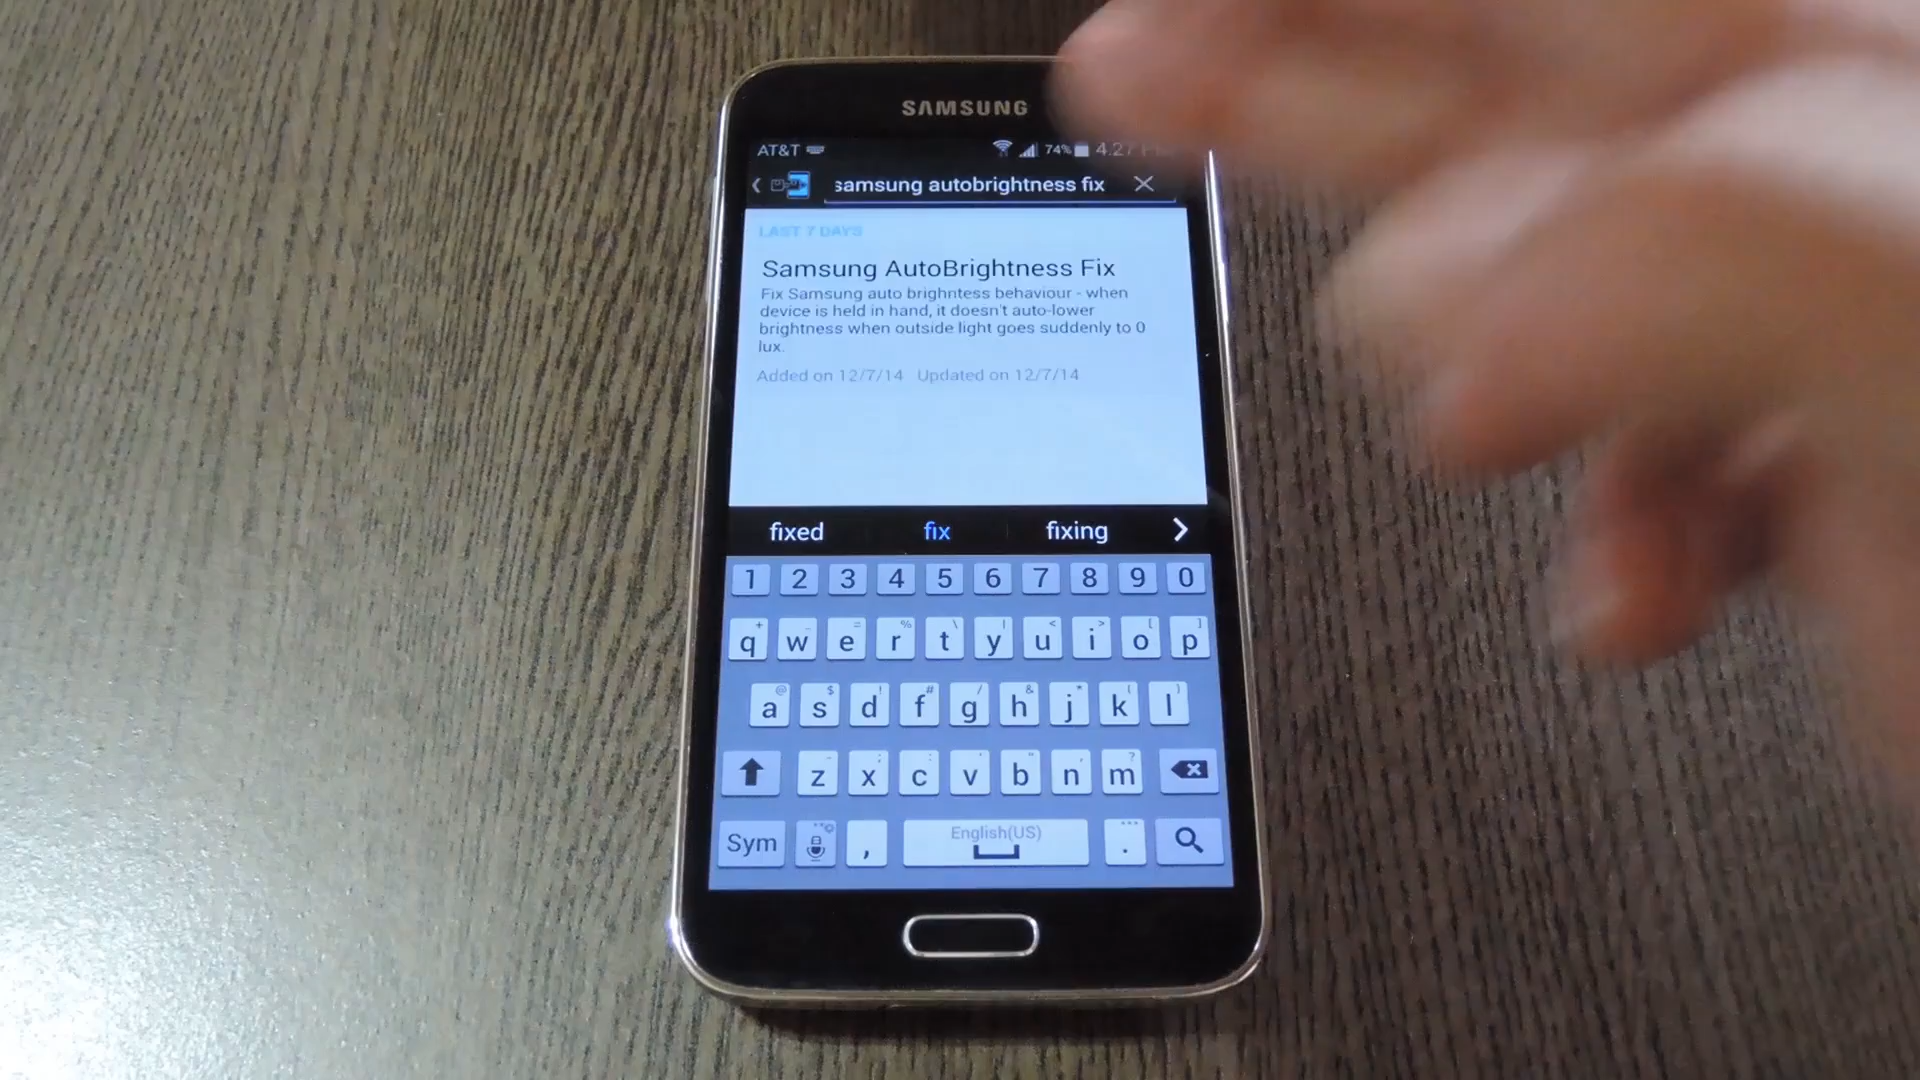 SAMSUNG
AT&T 74% 4:27
samsung autobrightness fix
LAST 7 DAYS
Samsung AutoBrightness Fix
Fix Samsung auto brighntess behaviour - when
device is held in hand, it doesn't auto-lower
brightness when outside light goes suddenly to 0
lux.
Added on 12/7/14 Updated on 12/7/14
fixed fix fixing
1 2 3 4 5 6 7 8 9 0
q w e r t y u i o p
a s d f g h j k l
z x c v b n m
Sym , English(US) .